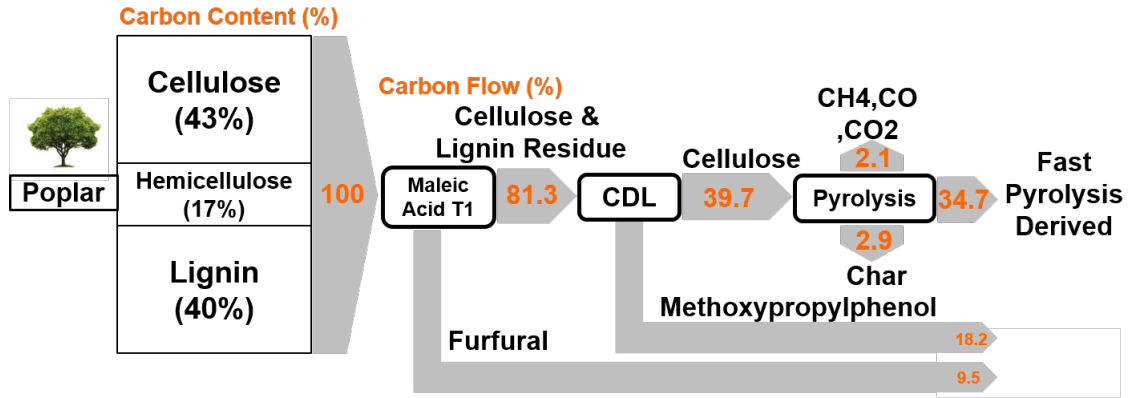 Carbon Content (%)
Cellulose
(43%)
Poplar
Hemicellulose
(17%)
Lignin
(40%)
100
Carbon Flow (%)
Maleic
Acid T1
Cellulose &
Lignin Residue
81.3
CDL
Cellulose
39.7
CH4,CO
,CO2
2.1
Pyrolysis
34.7
Fast
Pyrolysis
Derived
2.9
Char
Methoxypropylphenol
18.2
Furfural
9.5